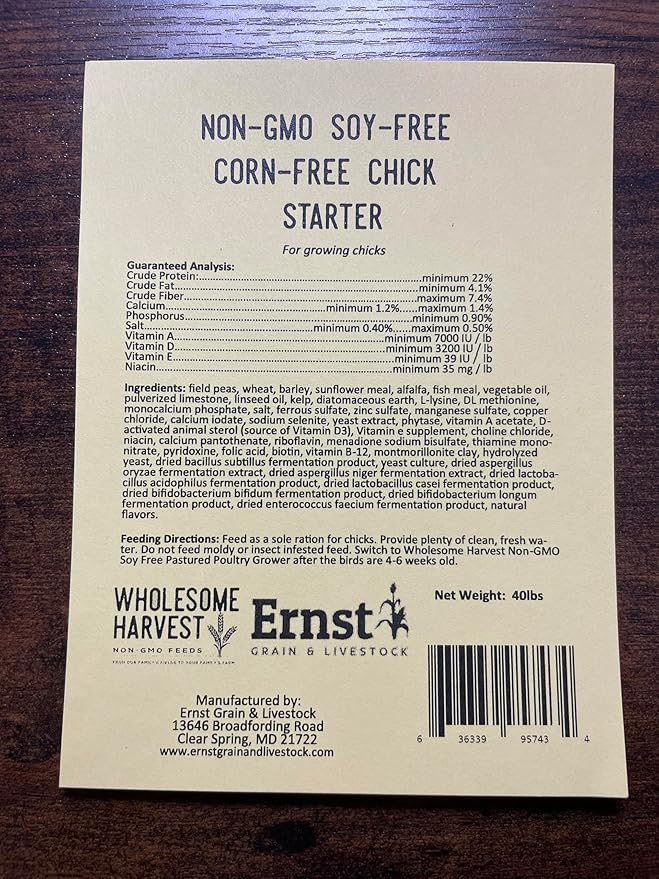 NON-GMO SOY-FREE
CORN-FREE CHICK
STARTER
For growing chicks
Guaranteed Analysis:
Crude Protein:......minimum 22%
Crude Fat......minimum 4.1%
Crude Fiber......maximum 7.4%
Calcium......minimum 1.2%......maximum 1.4%
Phosphorus......minimum 0.90%
Salt......minimum 0.40%......maximum 0.50%
Vitamin A......minimum 7000 IU / lb
Vitamin D......minimum 3200 IU / lb
Vitamin E......minimum 39 IU / lb
Niacin......minimum 35 mg / lb
Ingredients: field peas, wheat, barley, sunflower meal, alfalfa, fish meal, vegetable oil,
pulverized limestone, linseed oil, kelp, diatomaceous earth, L-lysine, DL methionine,
monocalcium phosphate, salt, ferrous sulfate, zinc sulfate, manganese sulfate, copper
chloride, calcium iodate, sodium selenite, yeast extract, phytase, vitamin A acetate, D-
activated animal sterol (source of Vitamin D3), Vitamin e supplement, choline chloride,
niacin, calcium pantothenate, riboflavin, menadione sodium bisulfate, thiamine mono-
nitrate, pyridoxine, folic acid, biotin, vitamin B-12, montmorillonite clay, hydrolyzed
yeast, dried bacillus subtilus fermentation product, yeast culture, dried aspergillus
oryzae fermentation extract, dried aspergillus niger fermentation extract, dried lactoba-
cillus acidophilus fermentation product, dried lactobacillus casei fermentation product,
dried bifidobacterium bifidum fermentation product, dried bifidobacterium longum
fermentation product, dried enterococcus faecium fermentation product, natural
flavors.
Feeding Directions: Feed as a sole ration for chicks. Provide plenty of clean, fresh wa-
ter. Do not feed moldy or insect infested feed. Switch to Wholesome Harvest Non-GMO
Soy Free Pastured Poultry Grower after the birds are 4-6 weeks old.
WHOLESOME
HARVEST
NON-GMO FEEDS
FROM OUR FAMILY'S FIELDS TO YOUR FAMILY'S FARM
Ernst
GRAIN & LIVESTOCK
Net Weight: 40lbs
Manufactured by:
Ernst Grain & Livestock
13646 Broadfording Road
Clear Spring, MD 21722
www.ernstgrainandlivestock.com
6 36339 95743 4